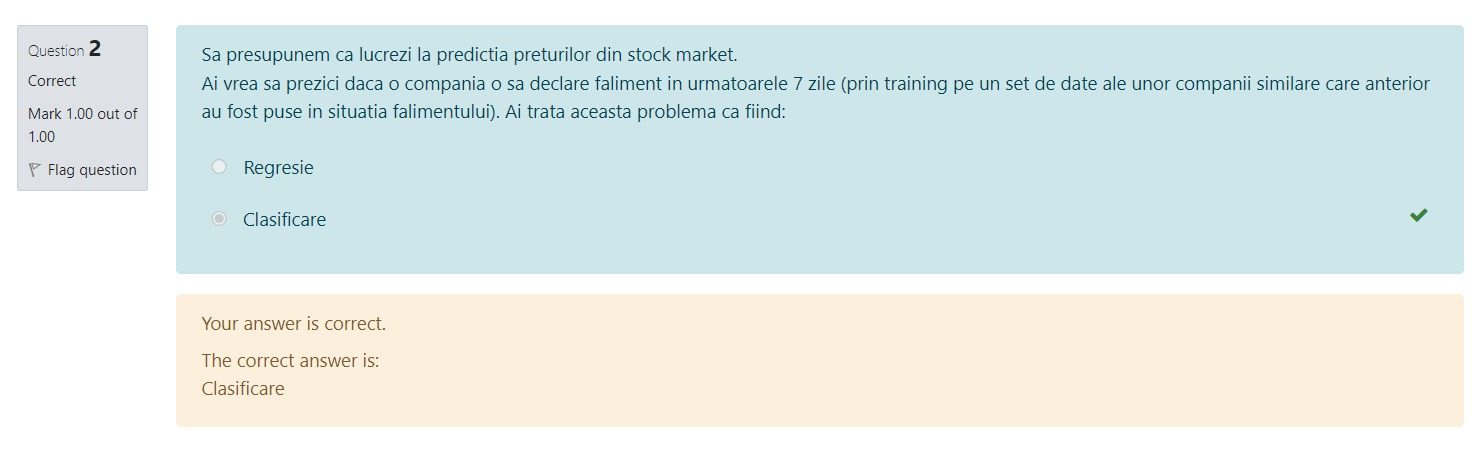 Question 2
Correct
Mark 1.00 out of
1.00
Flag question
Sa presupunem ca lucrezi la predictia preturilor din stock market.
Ai vrea sa prezici daca o compania o sa declare faliment in urmatoarele 7 zile (prin training pe un set de date ale unor companii similare care anterior
au fost puse in situatia falimentului). Ai trata aceasta problema ca fiind:
Regresie
Clasificare
Your answer is correct.
The correct answer is:
Clasificare